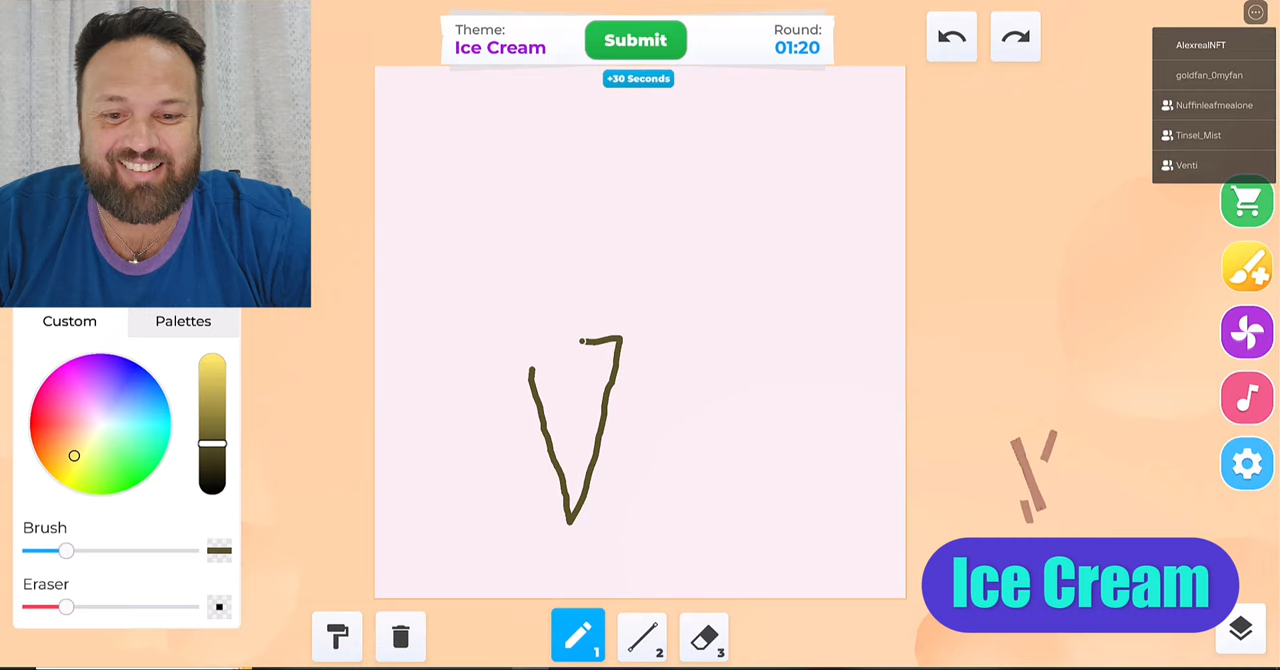 Theme:
Ice Cream
Submit
Round:
01:20
+30 Seconds
AlexrealNFT
goldfan_0myfan
Nuffinleafmealone
Tinsel_Mist
Venti
Custom
Palettes
Brush
Eraser
1
2
3
Ice Cream